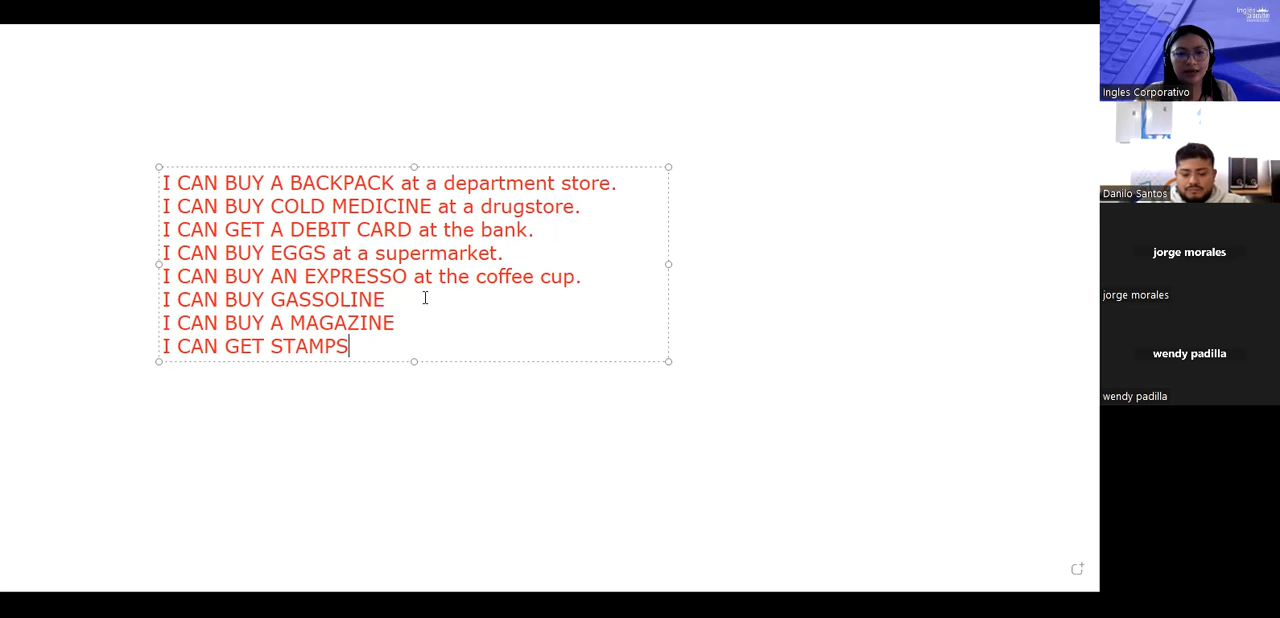 I CAN BUY A BACKPACK at a department store.
I CAN BUY COLD MEDICINE at a drugstore.
I CAN GET A DEBIT CARD at the bank.
I CAN BUY EGGS at a supermarket.
I CAN BUY AN EXPRESSO at the coffee cup.
I CAN BUY GASSOLINE
I CAN BUY A MAGAZINE
I CAN GET STAMPS
Ingles Corporativo
Danilo Santos
jorge morales
jorge morales
wendy padilla
wendy padilla